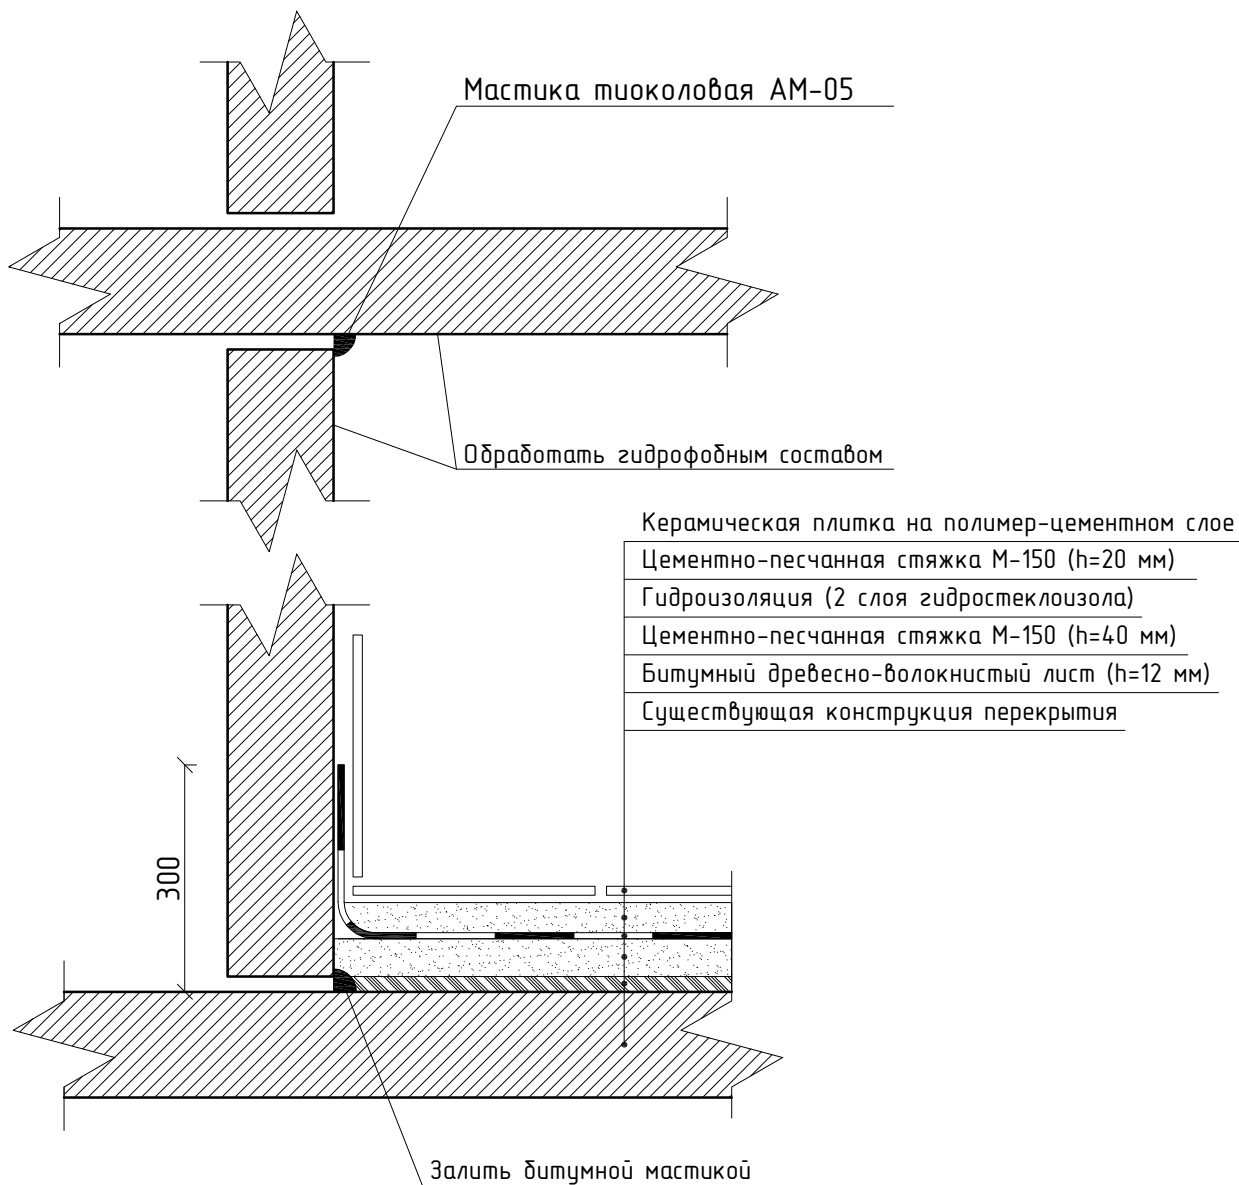 Мастика тиоколовая АМ-05
Обработать гидрофобным составом
Керамическая плитка на полимер-цементном слое
Цементно-песчанная стяжка М-150 (h=20 мм)
Гидроизоляция (2 слоя гидростеклоизола)
Цементно-песчанная стяжка М-150 (h=40 мм)
Битумный древесно-волокнистый лист (h=12 мм)
Существующая конструкция перекрытия
300
Залить битумной мастикой